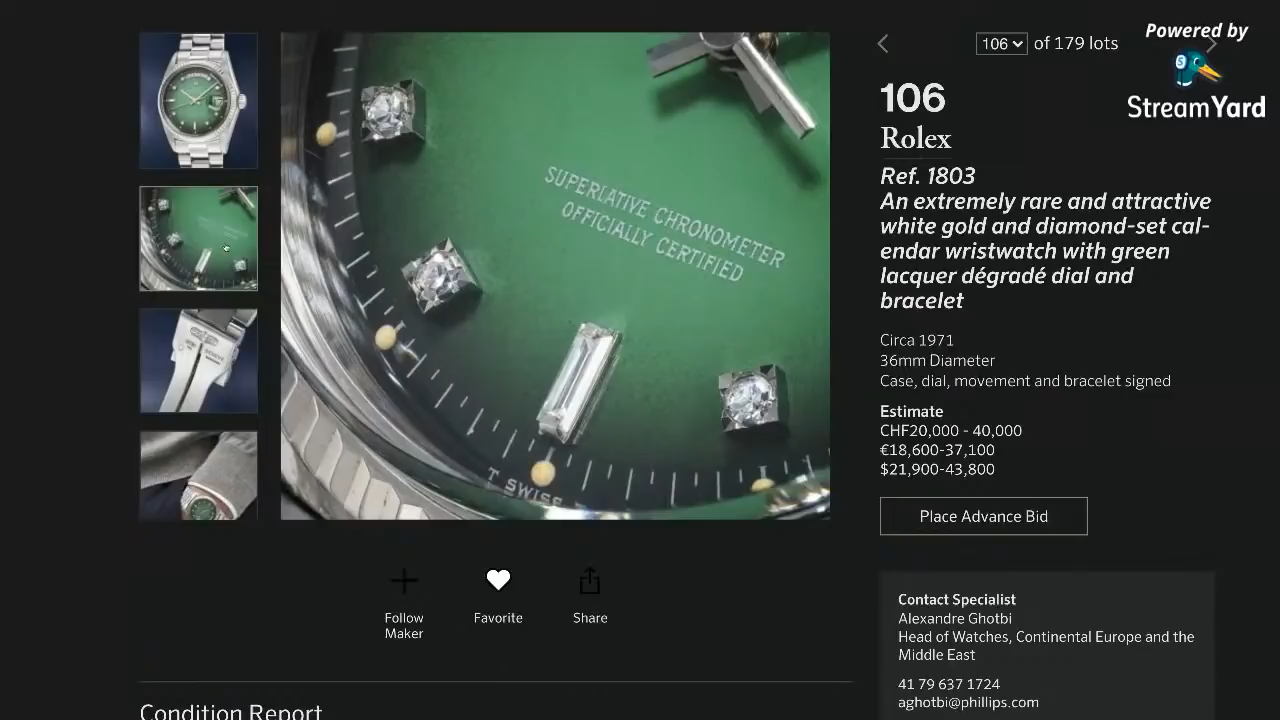 Powered by
StreamYard
106 of 179 lots
106
Rolex
Ref. 1803
An extremely rare and attractive
white gold and diamond-set cal-
endar wristwatch with green
lacquer dégradé dial and
bracelet
Circa 1971
36mm Diameter
Case, dial, movement and bracelet signed
Estimate
CHF20,000 - 40,000
€18,600-37,100
$21,900-43,800
Place Advance Bid
SUPERLATIVE CHRONOMETER
OFFICIALLY CERTIFIED
T SWISS
Follow
Maker
Favorite
Share
Contact Specialist
Alexandre Ghotbi
Head of Watches, Continental Europe and the
Middle East
41 79 637 1724
aghotbi@phillips.com
Condition Report